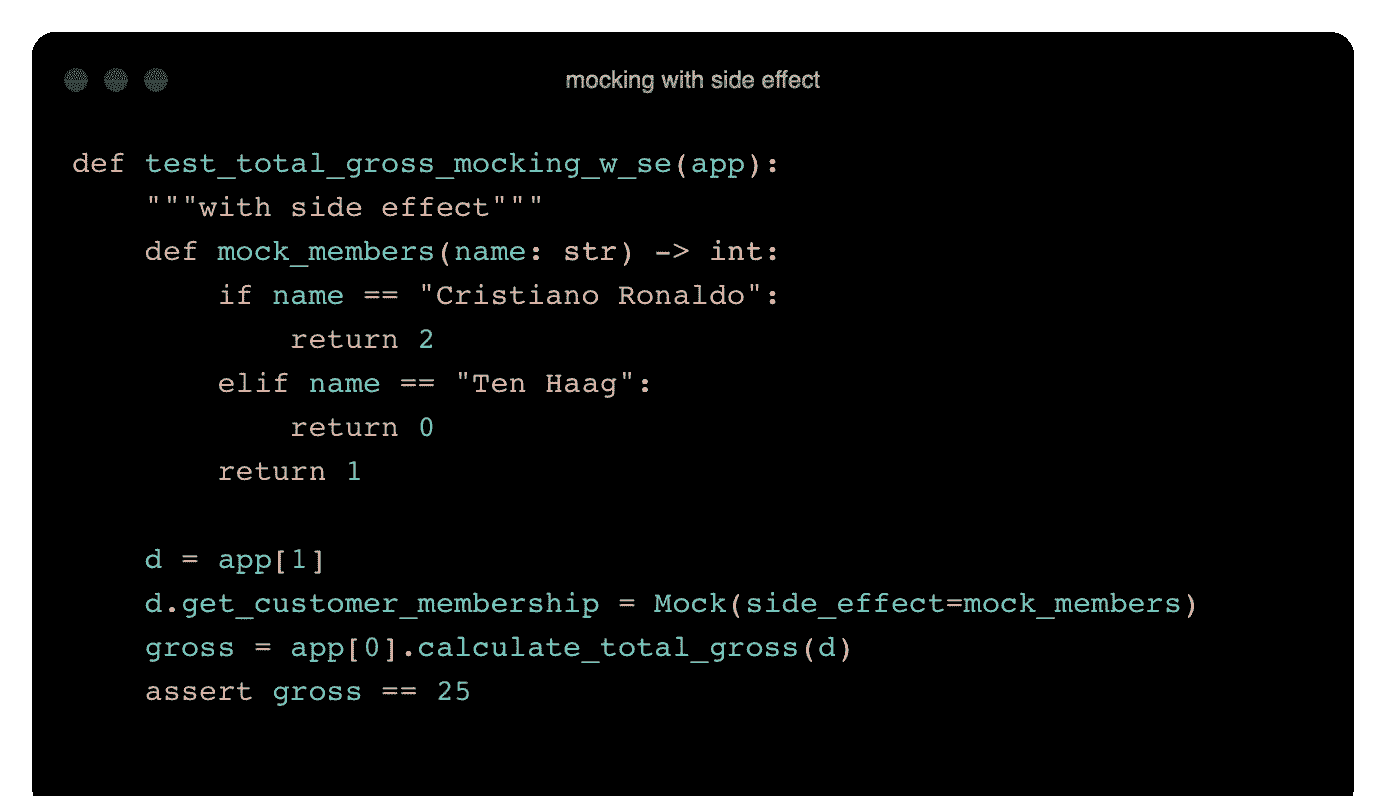 mocking with side effect
def test_total_gross_mocking_w_se(app):
    """with side effect"""
    def mock_members(name: str) -> int:
        if name == "Cristiano Ronaldo":
            return 2
        elif name == "Ten Haag":
            return 0
        return 1
    d = app[1]
    d.get_customer_membership = Mock(side_effect=mock_members)
    gross = app[0].calculate_total_gross(d)
    assert gross == 25